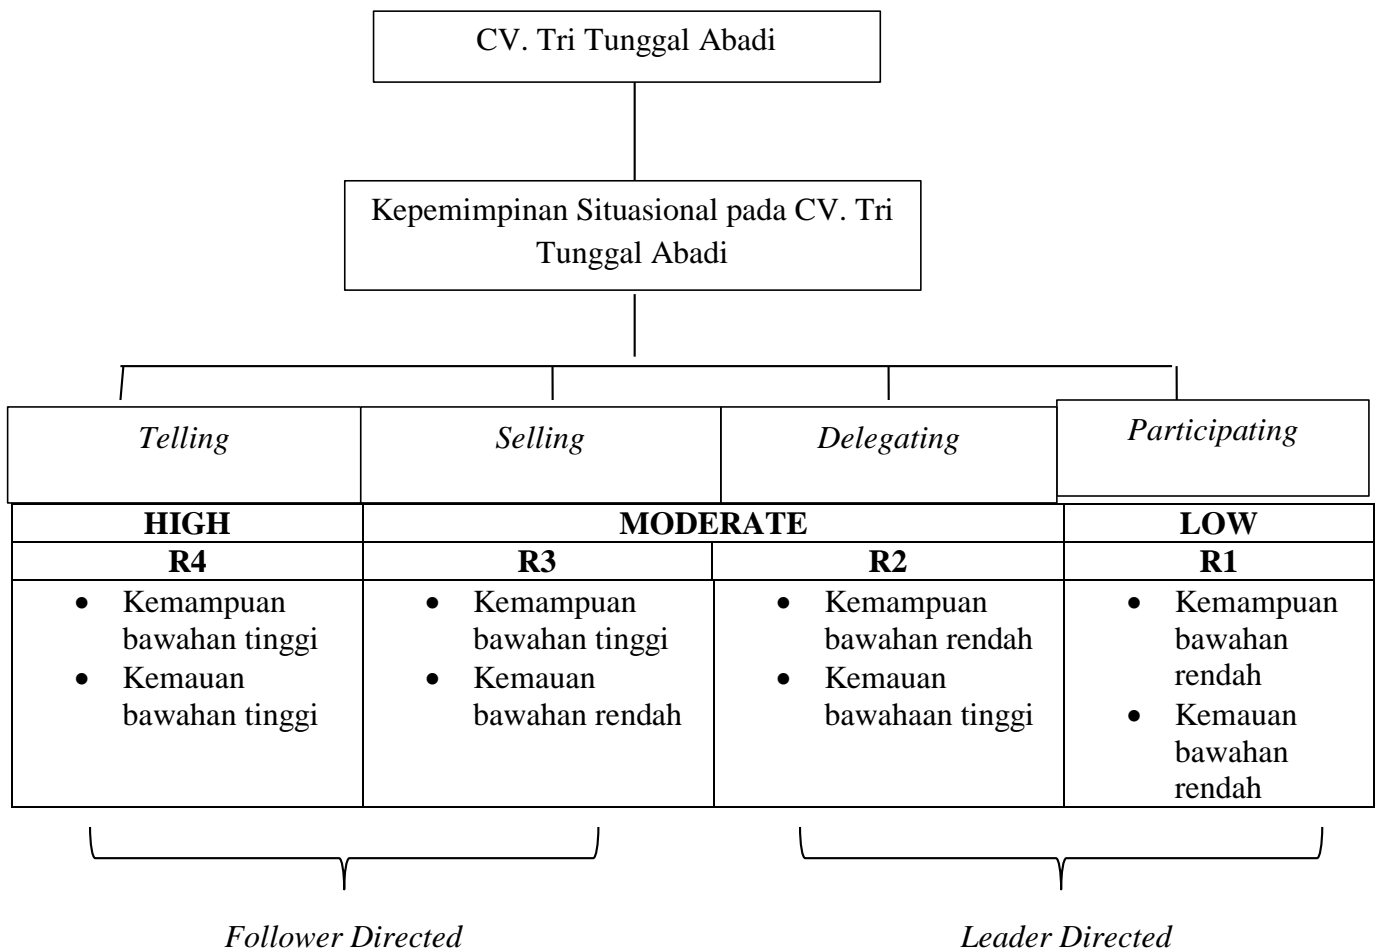 CV. Tri Tunggal Abadi
Kepemimpinan Situasional pada CV. Tri
Tunggal Abadi
Telling
Selling
Delegating
Participating
HIGH
MODERATE
LOW
R4
R3
R2
R1
• Kemampuan
bawahan tinggi
• Kemauan
bawahan tinggi
• Kemampuan
bawahan tinggi
• Kemauan
bawahan rendah
• Kemampuan
bawahan rendah
• Kemauan
bawahaan tinggi
• Kemampuan
bawahan
rendah
• Kemauan
bawahan
rendah
Follower Directed
Leader Directed